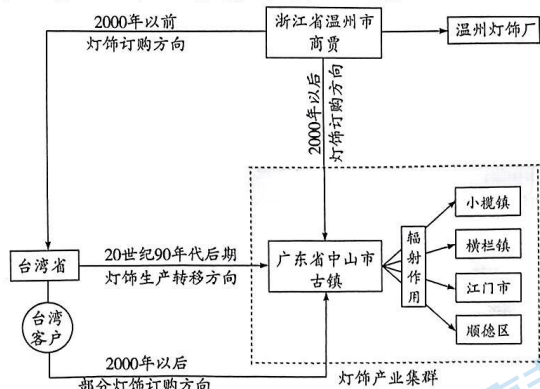 2000年以前
灯饰订购方向
浙江省温州市
商贾
温州灯饰厂
2000年以后
灯饰订购方向
小榄镇
横栏镇
江门市
顺德区
辐射作用
广东省中山市
古镇
20世纪90年代后期
灯饰生产转移方向
台湾省
台湾
客户
2000年以后
部分灯饰订购方向
灯饰产业集群